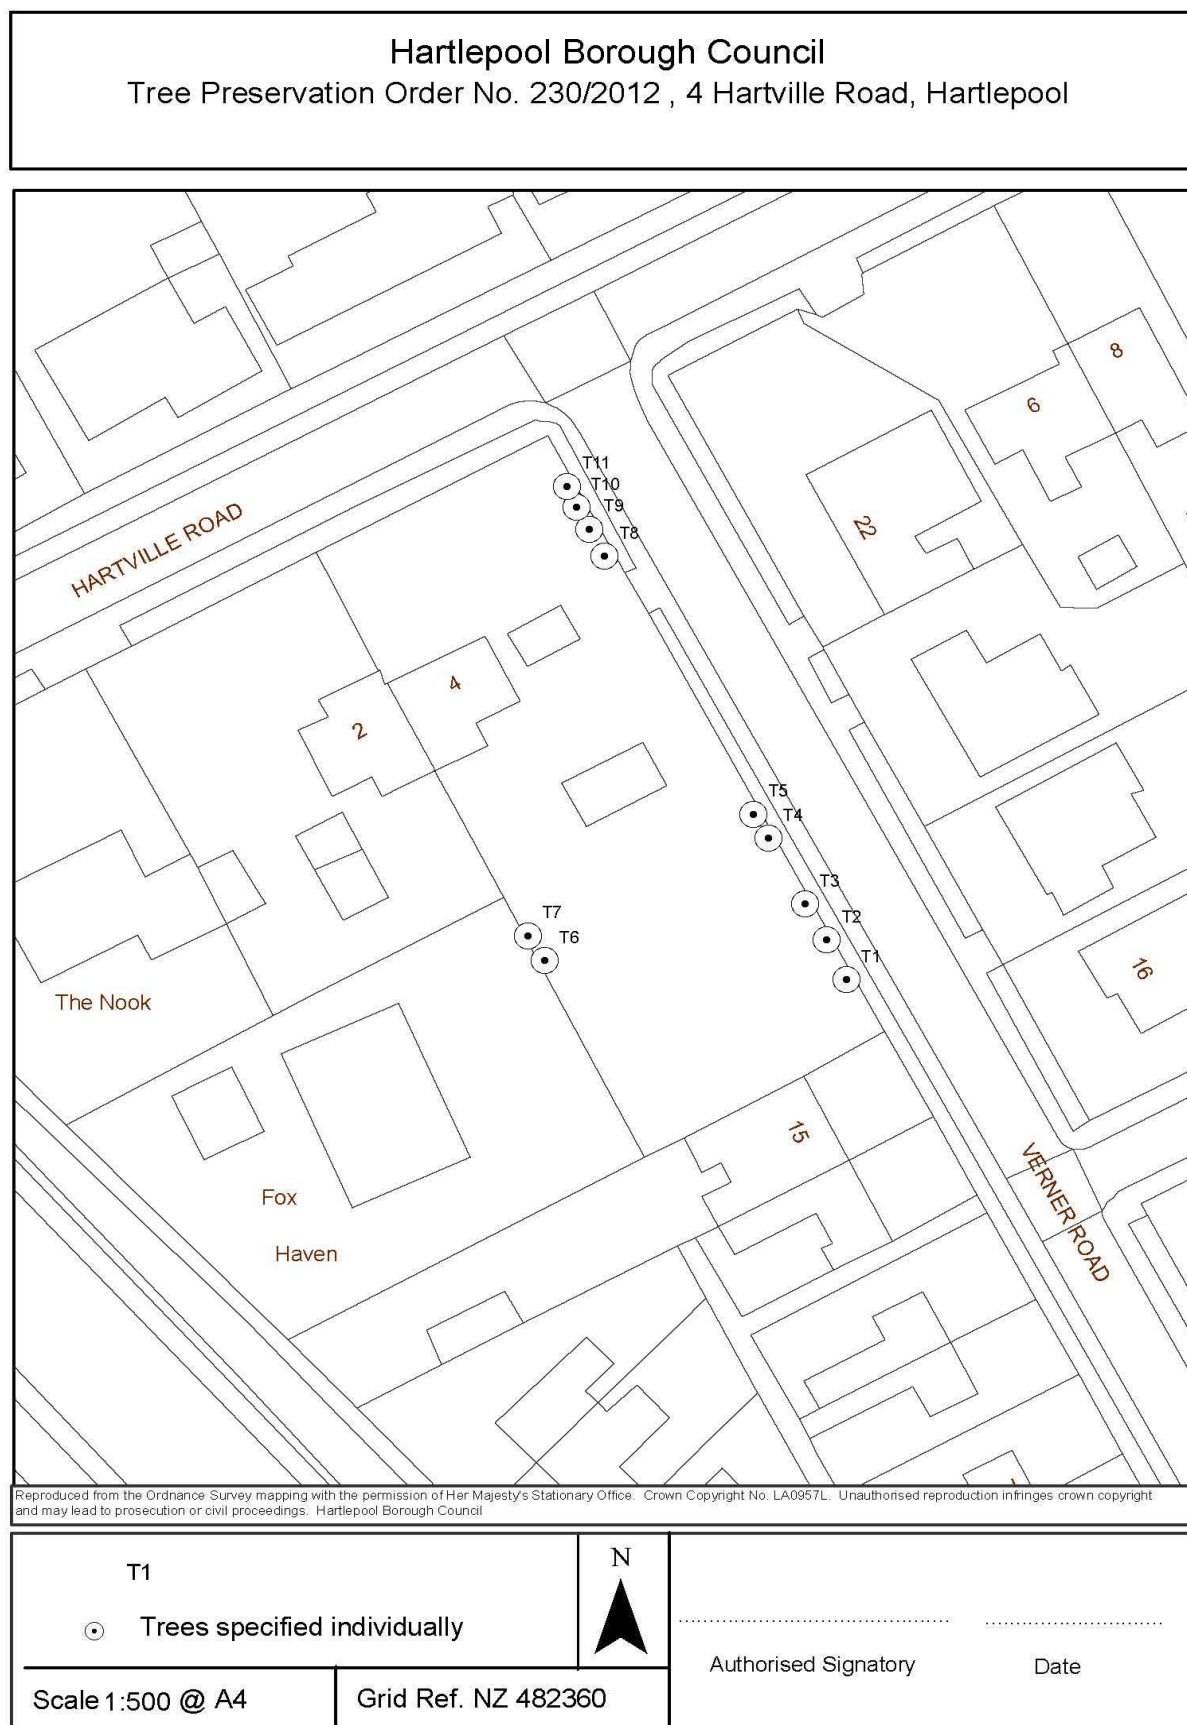 Hartlepool Borough Council
Tree Preservation Order No. 230/2012 , 4 Hartville Road, Hartlepool
8
6
T11
T10
T9
T8
22
HARTVILLE ROAD
4
2
T5
T4
T3
T2
T1
T7
T6
16
The Nook
15
VERNER ROAD
Fox
Haven
Reproduced from the Ordnance Survey mapping with the permission of Her Majesty's Stationary Office. Crown Copyright No. LA0957L. Unauthorised reproduction infringes crown copyright
and may lead to prosecution or civil proceedings. Hartlepool Borough Council
T1
Trees specified individually
N
Authorised Signatory
Date
Scale 1:500 @ A4
Grid Ref. NZ 482360